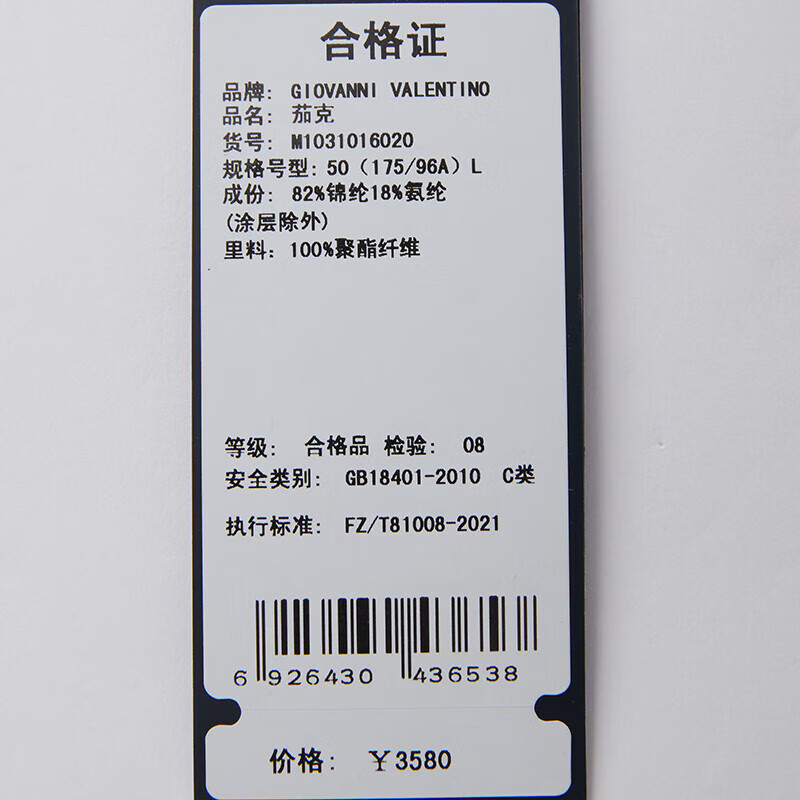 合格证
品牌: GIOVANNI VALENTINO
品名: 茄克
货号: M1031016020
规格号型: 50（175/96A）L
成份: 82%锦纶18%氨纶
(涂层除外)
里料: 100%聚酯纤维
等级: 合格品 检验: 08
安全类别: GB18401-2010 C类
执行标准: FZ/T81008-2021
6 926430 436538
价格: ￥3580